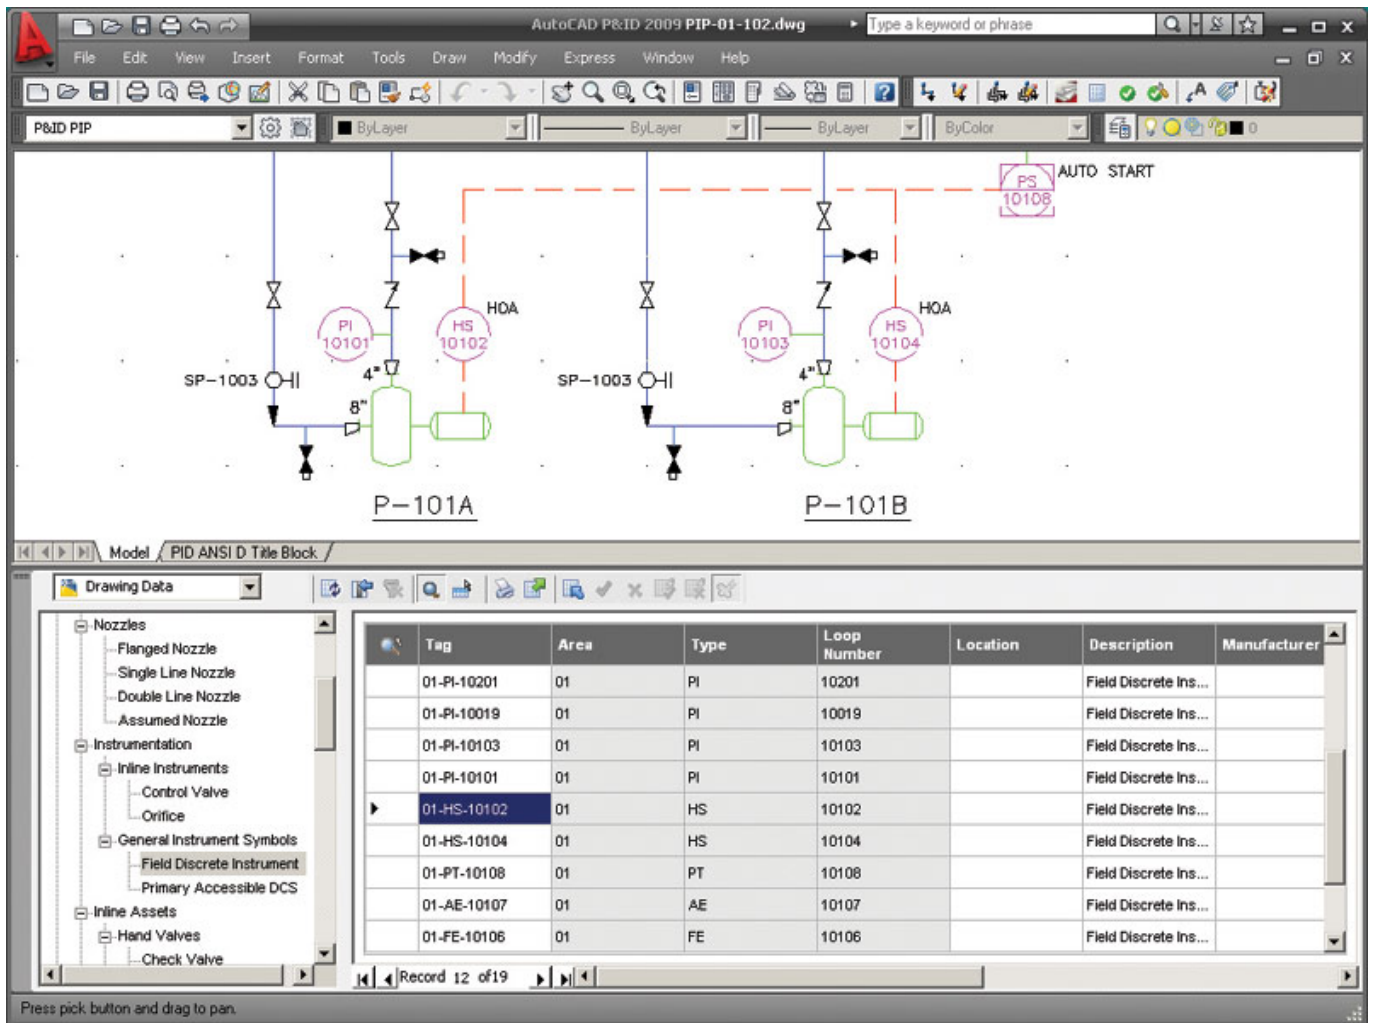 AutoCAD P&ID 2009 PIP-01-102.dwg
Type a keyword or phrase
File Edit View Insert Format Tools Draw Modify Express Window Help
P&ID PIP
ByLayer
ByLayer
ByLayer
ByColor
0
PS
10108
AUTO START
HOA
HOA
PI
10101
HS
10102
PI
10103
HS
10104
SP-1003
4"
SP-1003
4"
8"
8"
P-101A
P-101B
Model
PID ANSI D Title Block
Drawing Data
Nozzles
Flanged Nozzle
Single Line Nozzle
Double Line Nozzle
Assumed Nozzle
Instrumentation
Inline Instruments
Control Valve
Orifice
General Instrument Symbols
Field Discrete Instrument
Primary Accessible DCS
Inline Assets
Hand Valves
Check Valve
Tag Area Type Loop Number Location Description Manufacturer
01-PI-10201 01 PI 10201 Field Discrete Ins...
01-PI-10019 01 PI 10019 Field Discrete Ins...
01-PI-10103 01 PI 10103 Field Discrete Ins...
01-PI-10101 01 PI 10101 Field Discrete Ins...
01-HS-10102 01 HS 10102 Field Discrete Ins...
01-HS-10104 01 HS 10104 Field Discrete Ins...
01-PT-10108 01 PT 10108 Field Discrete Ins...
01-AE-10107 01 AE 10107 Field Discrete Ins...
01-FE-10106 01 FE 10106 Field Discrete Ins...
Record 12 of19
Press pick button and drag to pan.